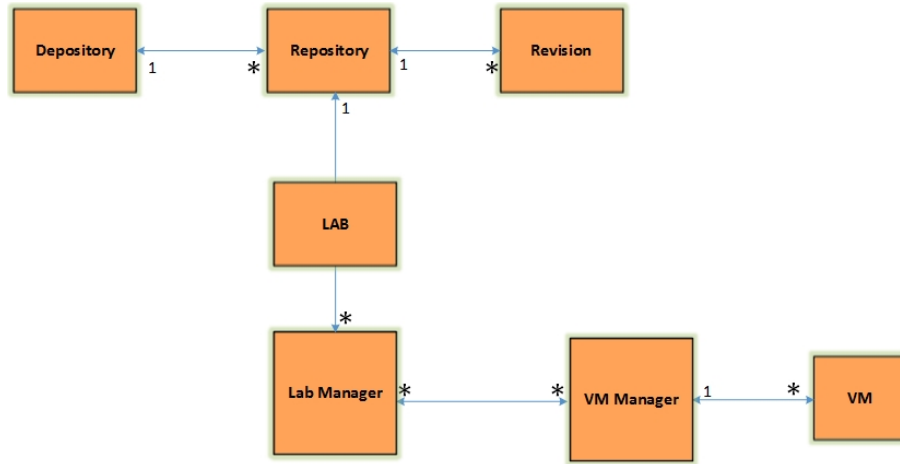 Depository
1
*
Repository
1
*
Revision
1
LAB
*
Lab Manager
*
*
VM Manager
1
*
VM